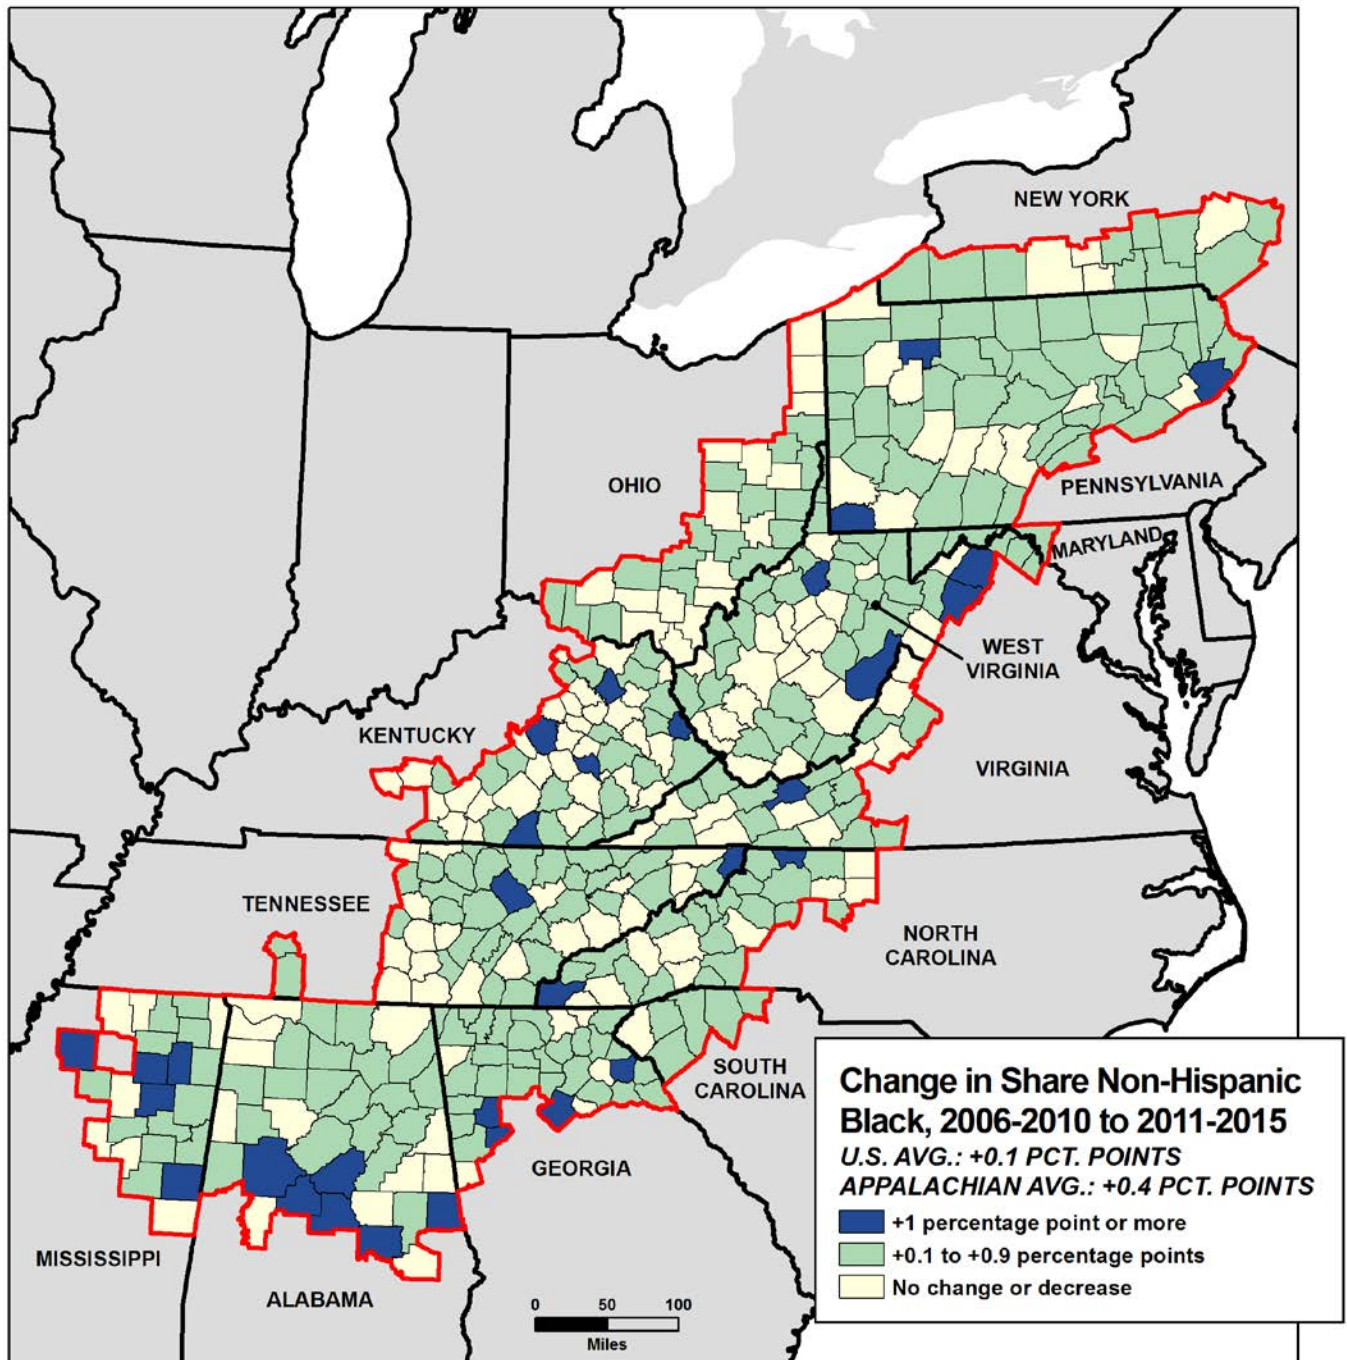 NEW YORK
OHIO
PENNSYLVANIA
MARYLAND
WEST
VIRGINIA
KENTUCKY
VIRGINIA
TENNESSEE
NORTH
CAROLINA
SOUTH
CAROLINA
GEORGIA
MISSISSIPPI
ALABAMA
Change in Share Non-Hispanic
Black, 2006-2010 to 2011-2015
U.S. AVG.: +0.1 PCT. POINTS
APPALACHIAN AVG.: +0.4 PCT. POINTS
+1 percentage point or more
+0.1 to +0.9 percentage points
No change or decrease
0 50 100
Miles